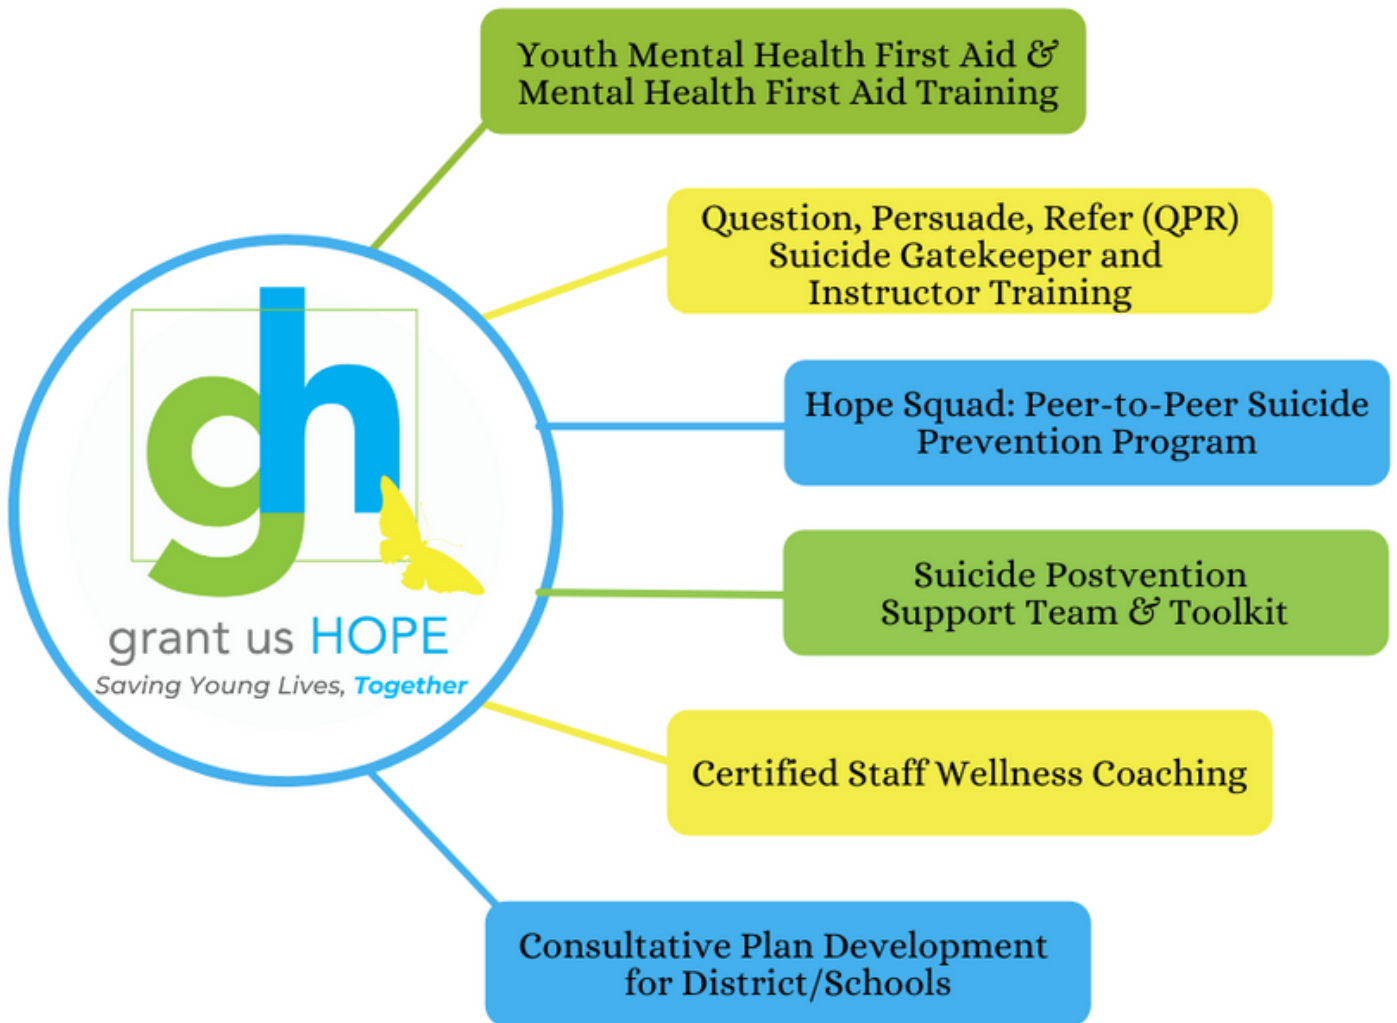 Youth Mental Health First Aid &
Mental Health First Aid Training
Question, Persuade, Refer (QPR)
Suicide Gatekeeper and
Instructor Training
Hope Squad: Peer-to-Peer Suicide
Prevention Program
gh
grant us HOPE
Saving Young Lives, Together
Suicide Postvention
Support Team & Toolkit
Certified Staff Wellness Coaching
Consultative Plan Development
for District/Schools